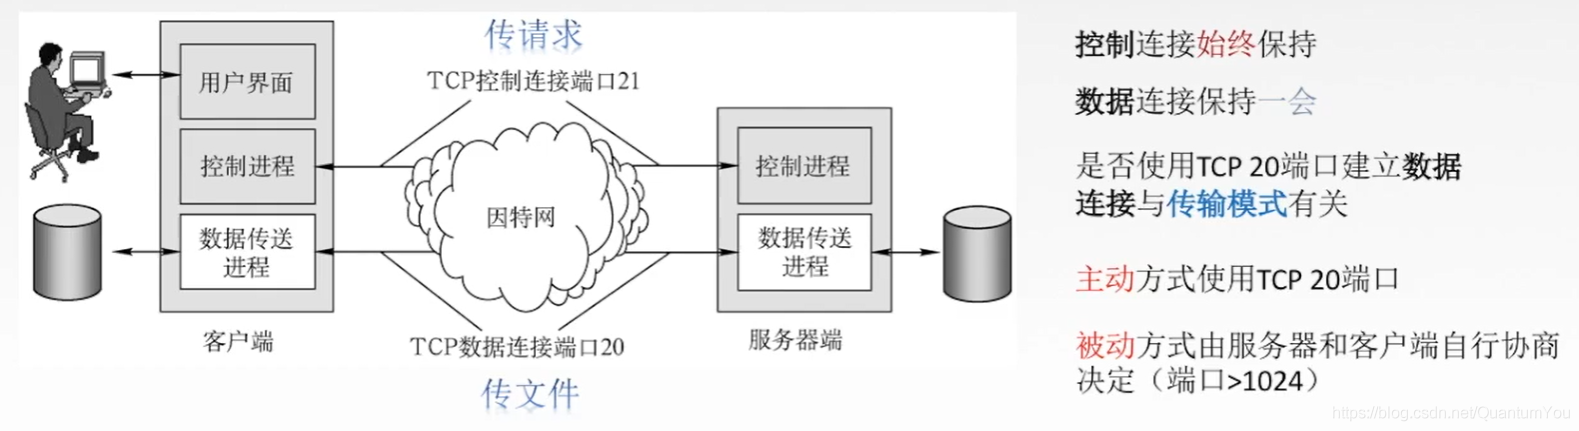 传请求
TCP控制连接端口21
用户界面
控制进程
数据传送
进程
客户端
因特网
控制进程
数据传送
进程
服务器端
TCP数据连接端口20
传文件
控制连接始终保持
数据连接保持一会
是否使用TCP 20端口建立数据
连接与传输模式有关
主动方式使用TCP 20端口
被动方式由服务器和客户端自行协商
决定（端口>1024）
https://blog.csdn.net/QuantumYou